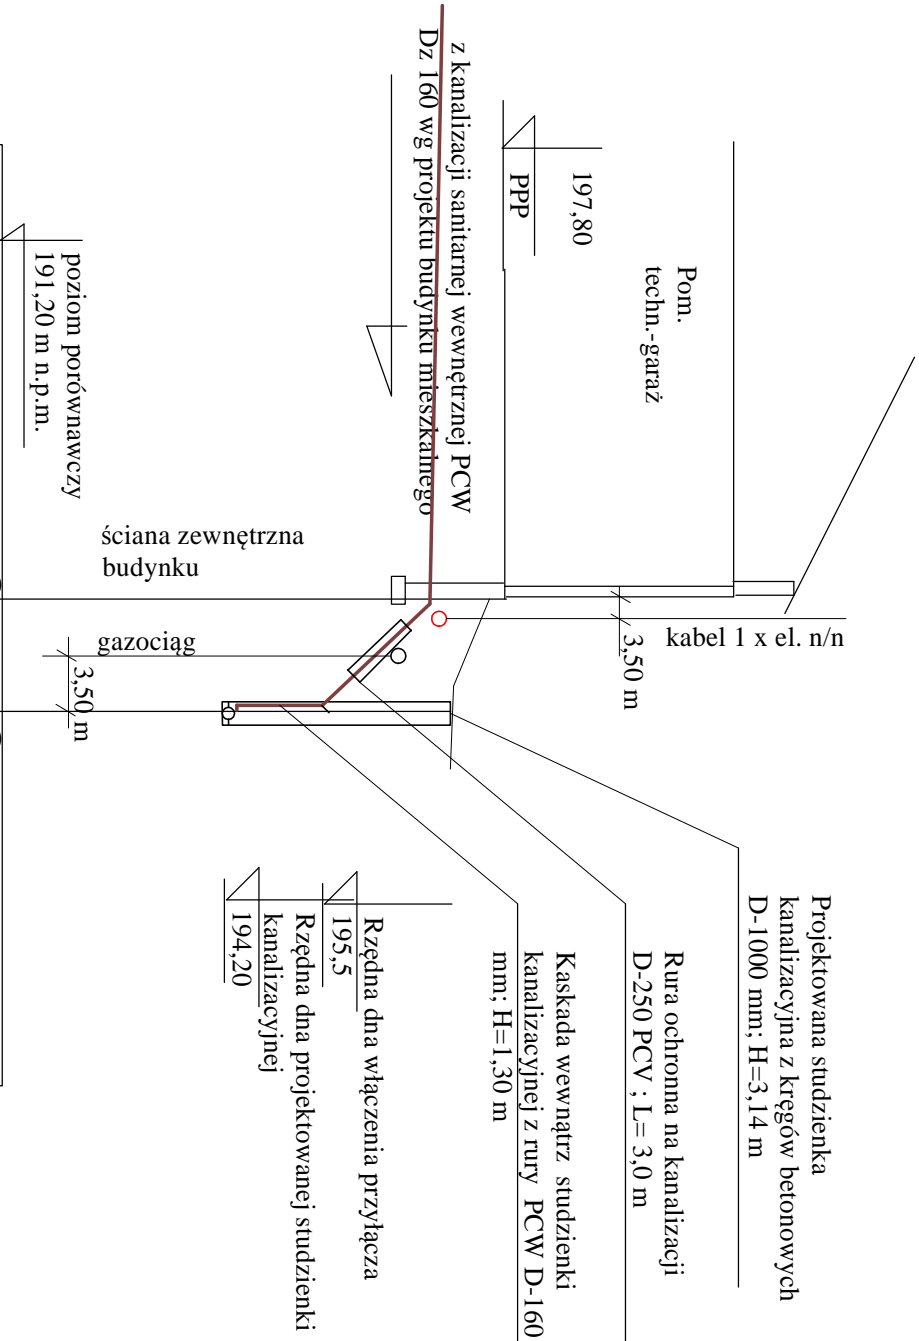 z kanalizacji sanitarnej wewnętrznej PCW
Dz 160 wg projektu budynku mieszkalnego
197,80
PPP
Pom.
techn.-garaż
poziom porównawczy
191,20 m n.p.m.
ściana zewnętrzna
budynku
gazociąg
3,50 m
3,50 m
kabel 1 x el. n/n
Projektowana studzienka
kanalizacyjna z kręgów betonowych
D-1000 mm; H=3,14 m
Rura ochronna na kanalizacji
D-250 PCV ; L= 3,0 m
Kaskada wewnątrz studzienki
kanalizacyjnej z rury PCW D-160
mm; H=1,30 m
Rzędna dna włączenia przyłącza
195,5
Rzędna dna projektowanej studzienki
kanalizacyjnej
194,20